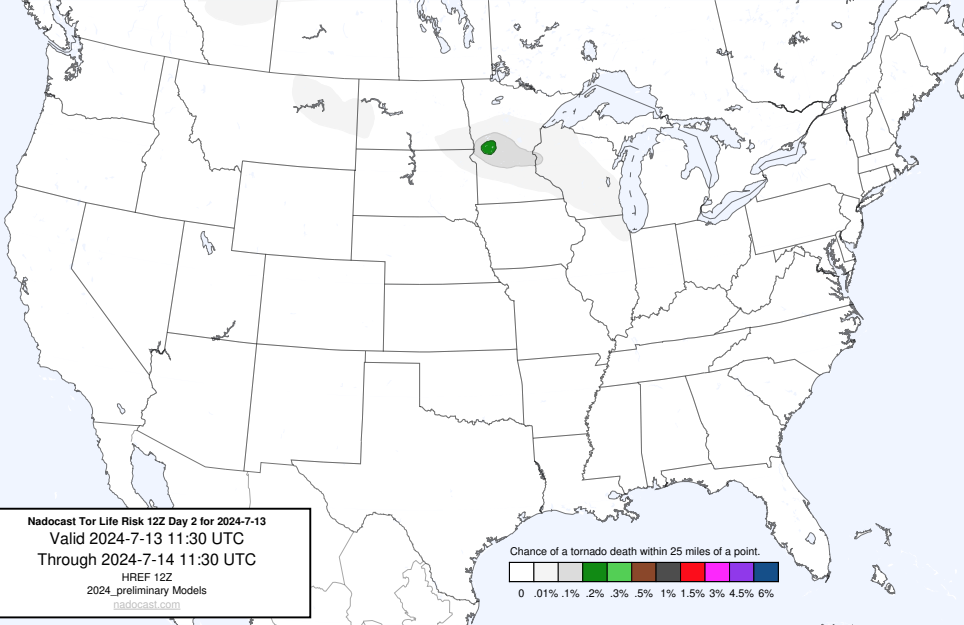 Nadocast Tor Life Risk 12Z Day 2 for 2024-7-13
Valid 2024-7-13 11:30 UTC
Through 2024-7-14 11:30 UTC
HREF 12Z
2024_preliminary Models
nadocast.com
Chance of a tornado death within 25 miles of a point.
0 .01% .1% .2% .3% .5% 1% 1.5% 3% 4.5% 6%